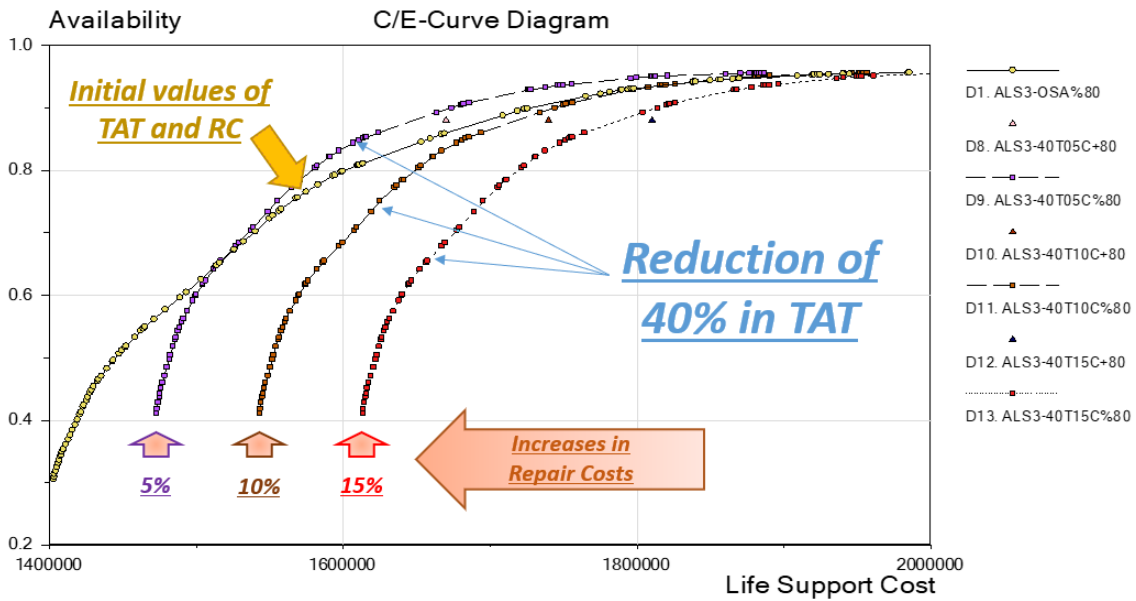 Availability
C/E-Curve Diagram
1.0
0.8
0.6
0.4
0.2
1400000
1600000
1800000
2000000
Life Support Cost
Initial values of
TAT and RC
Reduction of
40% in TAT
Increases in
Repair Costs
5%
10%
15%
D1. ALS3-OSA%80
D8. ALS3-40T05C+80
D9. ALS3-40T05C%80
D10. ALS3-40T10C+80
D11. ALS3-40T10C%80
D12. ALS3-40T15C+80
D13. ALS3-40T15C%80